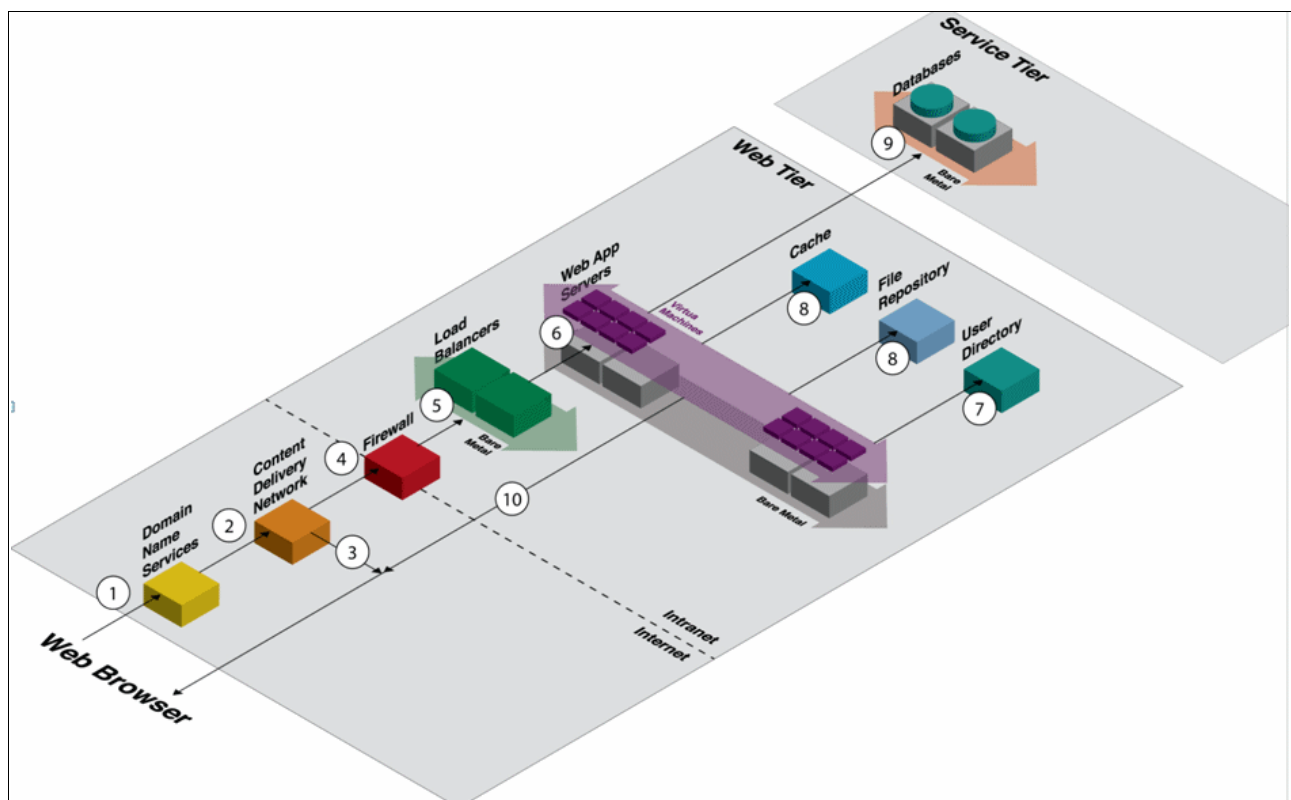 Service Tier
Databases
9
Bare
Metal
Web Tier
Web App
Servers
Virtua
Machines
6
Cache
8
File
Repository
8
User
Directory
7
Load
Balancers
5
Bare
Metal
Bare Metal
Firewall
4
10
Content
Delivery
Network
2
3
Domain
Name
Services
1
Intranet
Internet
Web Browser